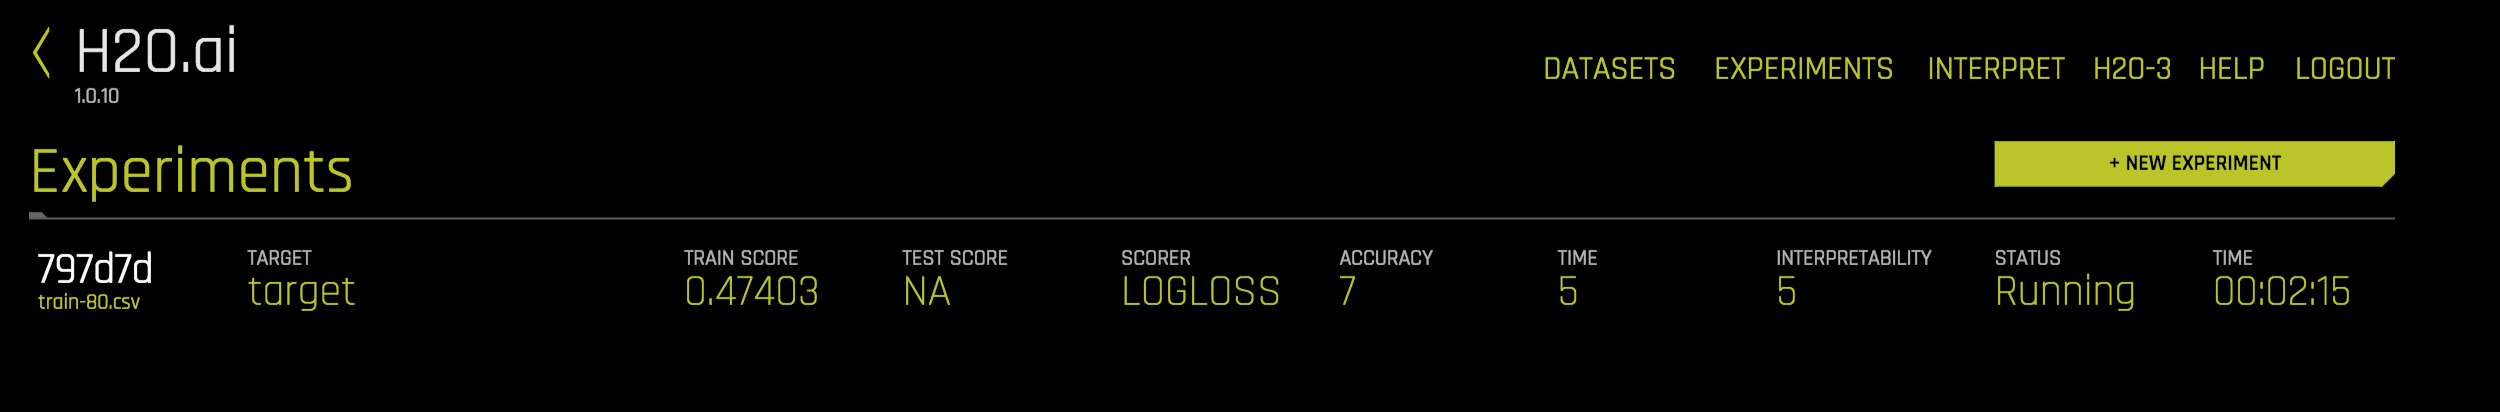 H2O.ai
1.0.10
DATASETS EXPERIMENTS INTERPRET H2O-3 HELP LOGOUT
Experiments
+ NEW EXPERIMENT
797d7d
train-80.csv
TARGET
target
TRAIN SCORE
0.47403
TEST SCORE
NA
SCORER
LOGLOSS
ACCURACY
7
TIME
5
INTERPRETABILITY
5
STATUS
Running
TIME
00:02:15